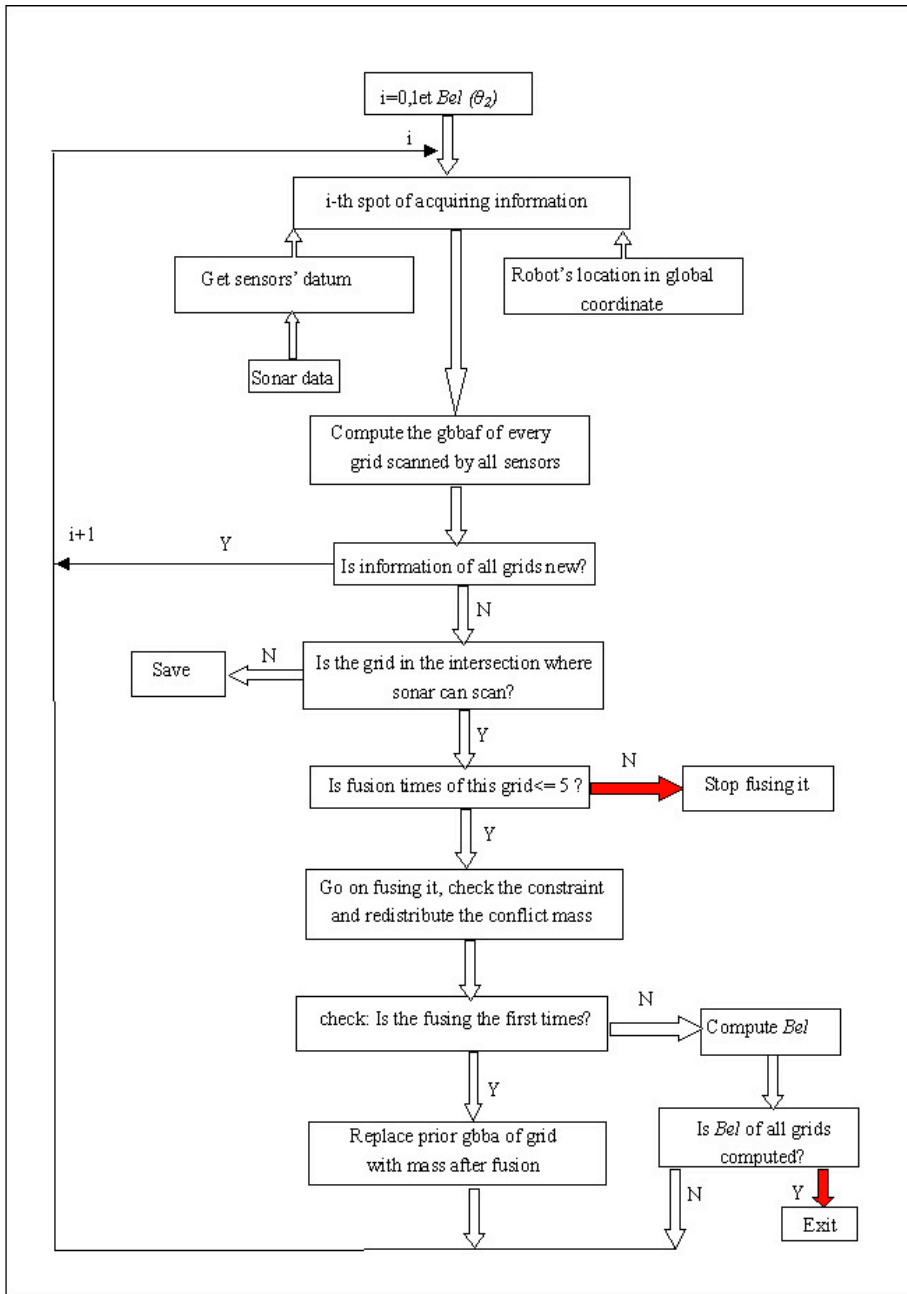 i=0,let Bel (θ₂)
i
i-th spot of acquiring information
Get sensors' datum
Robot's location in global
coordinate
Sonar data
Compute the gbbaf of every
grid scanned by all sensors
i+1
Y
Is information of all grids new?
N
Save
N
Is the grid in the intersection where
sonar can scan?
Y
Is fusion times of this grid<= 5 ?
N
Stop fusing it
Y
Go on fusing it, check the constraint
and redistribute the conflict mass
check: Is the fusing the first times?
N
Compute Bel
Y
Replace prior gbba of grid
with mass after fusion
Is Bel of all grids
computed?
N
Y
Exit